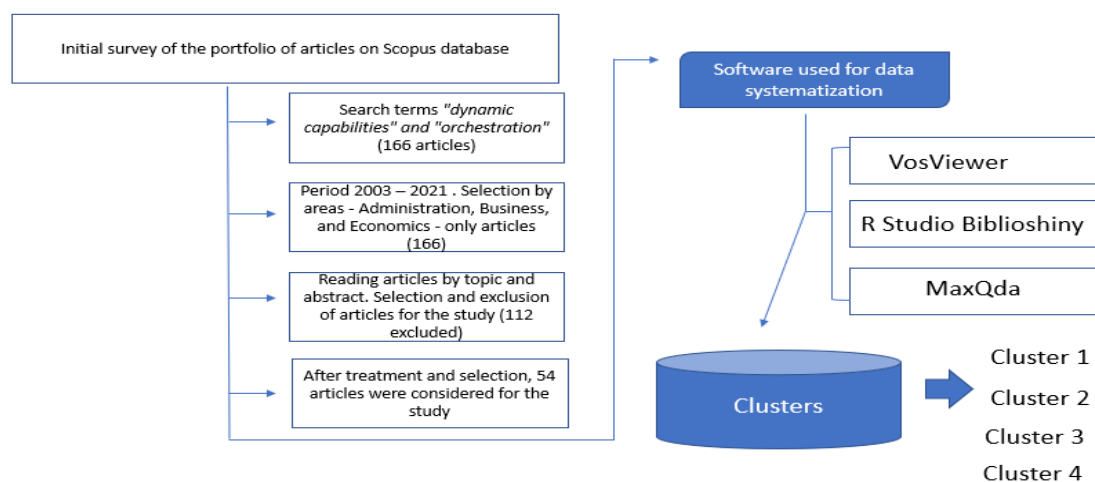 Initial survey of the portfolio of articles on Scopus database
Search terms "dynamic
capabilities" and "orchestration"
(166 articles)
Period 2003 – 2021 . Selection by
areas - Administration, Business,
and Economics - only articles
(166)
Reading articles by topic and
abstract. Selection and exclusion
of articles for the study (112
excluded)
After treatment and selection, 54
articles were considered for the
study
Software used for data
systematization
VosViewer
R Studio Biblioshiny
MaxQda
Clusters
Cluster 1
Cluster 2
Cluster 3
Cluster 4